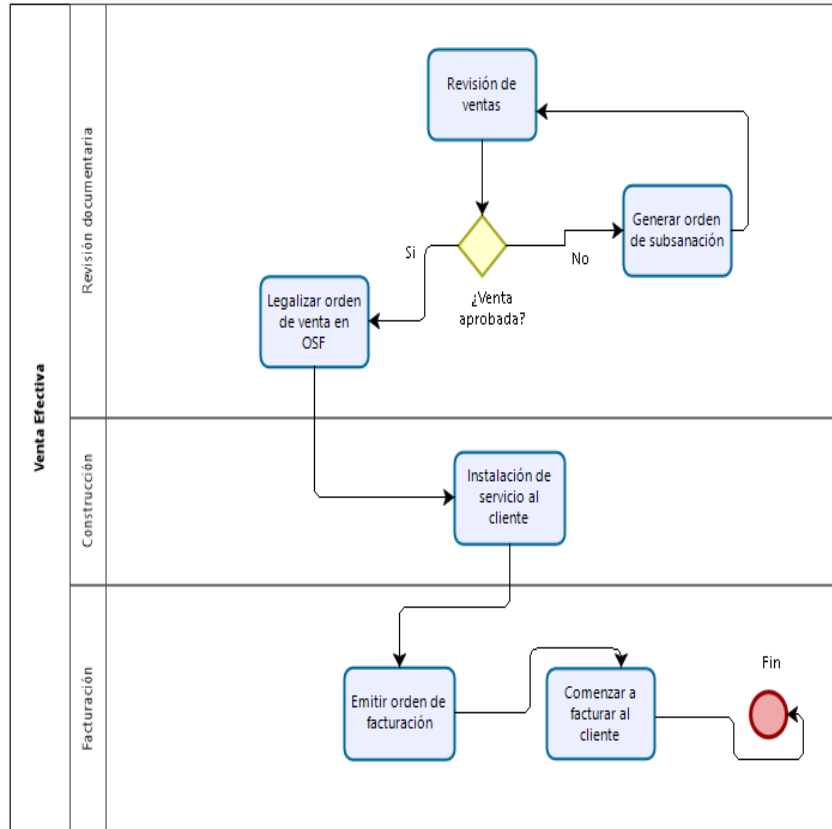 Venta Efectiva
Revisión documentaria
Revisión de
ventas
Generar orden
de subsanación
Si
No
¿Venta
aprobada?
Legalizar orden
de venta en
OSF
Construcción
Instalación de
servicio al
cliente
Facturación
Emitir orden de
facturación
Comenzar a
facturar al
cliente
Fin